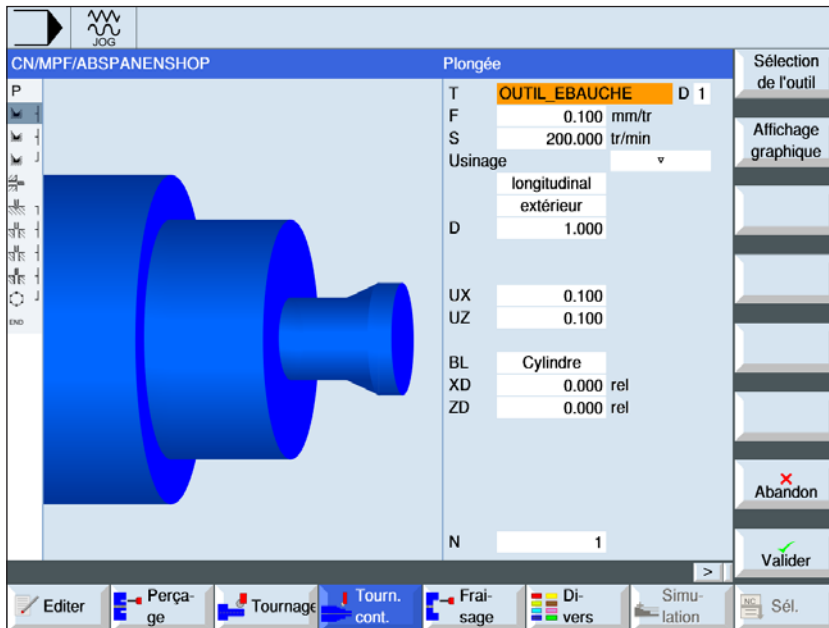 JOG
CN/MPF/ABSPANENSHOP
Plongée
P
END
T OUTIL_EBAUCHE D 1
F 0.100 mm/tr
S 200.000 tr/min
Usinage ▿
longitudinal
extérieur
D 1.000
UX 0.100
UZ 0.100
BL Cylindre
XD 0.000 rel
ZD 0.000 rel
N 1
>
Sélection
de l'outil
Affichage
graphique
Abandon
Valider
Editer
Perça-
ge
Tournage
Tourn.
cont.
Frai-
sage
Di-
vers
Simu-
lation
NC
Sél.